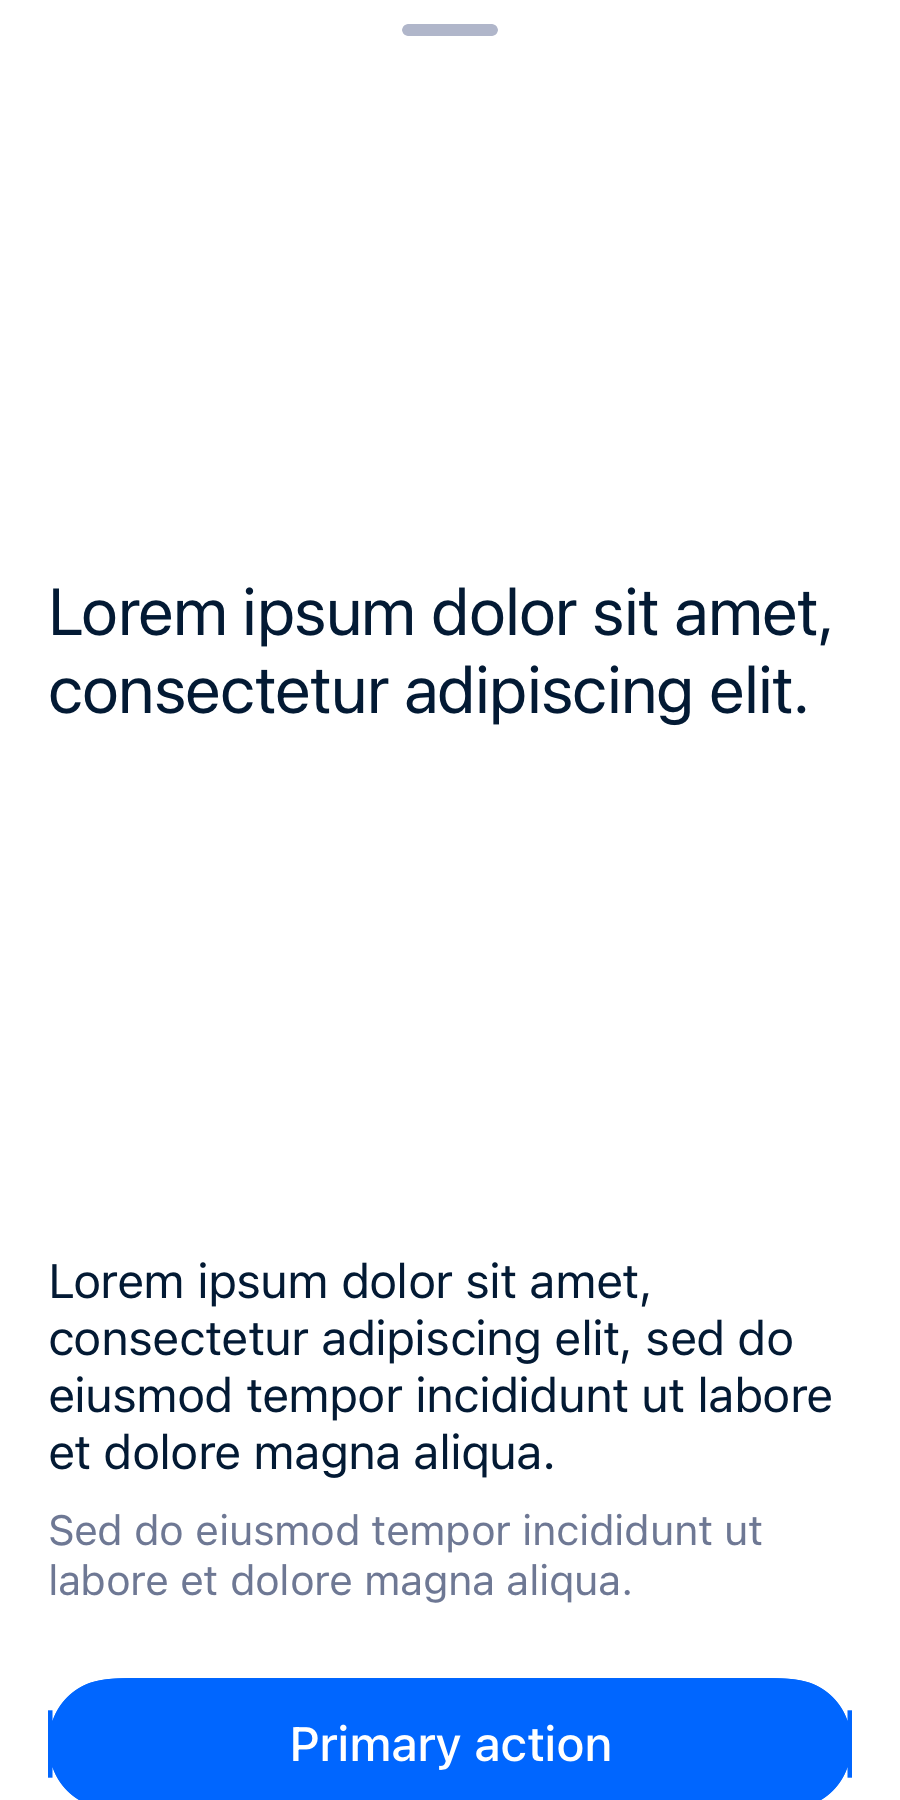 Lorem ipsum dolor sit amet,
consectetur adipiscing elit.
Lorem ipsum dolor sit amet,
consectetur adipiscing elit, sed do
eiusmod tempor incididunt ut labore
et dolore magna aliqua.
Sed do eiusmod tempor incididunt ut
labore et dolore magna aliqua.
Primary action